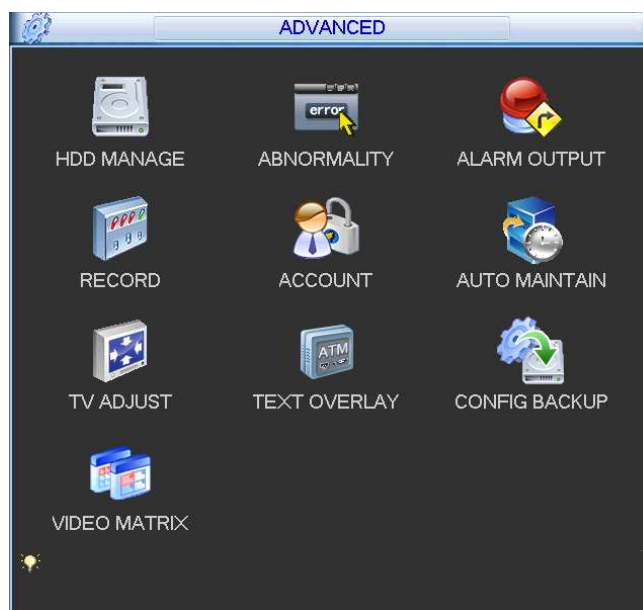 ADVANCED
error
HDD MANAGE
ABNORMALITY
ALARM OUTPUT
RECORD
ACCOUNT
AUTO MAINTAIN
ATM
TV ADJUST
TEXT OVERLAY
CONFIG BACKUP
VIDEO MATRIX